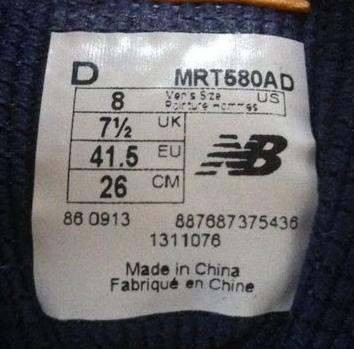 D MRT580AD
8 Men's Size US
Pointure Hommes
7½ UK
41.5 EU
26 CM
NB
86 0913 887687375436
1311076
Made in China
Fabriqué en Chine